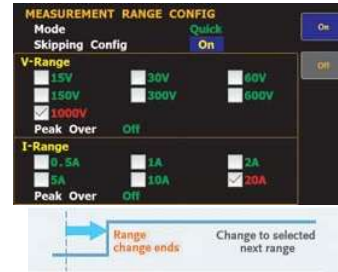 MEASUREMENT RANGE CONFIG
Mode Quick
Skipping Config On
V-Range
15V 30V 60V
150V 300V 600V
1000V
Peak Over Off
I-Range
0.5A 1A 2A
5A 10A 20A
Peak Over Off
On
Off
Range change ends
Change to selected next range